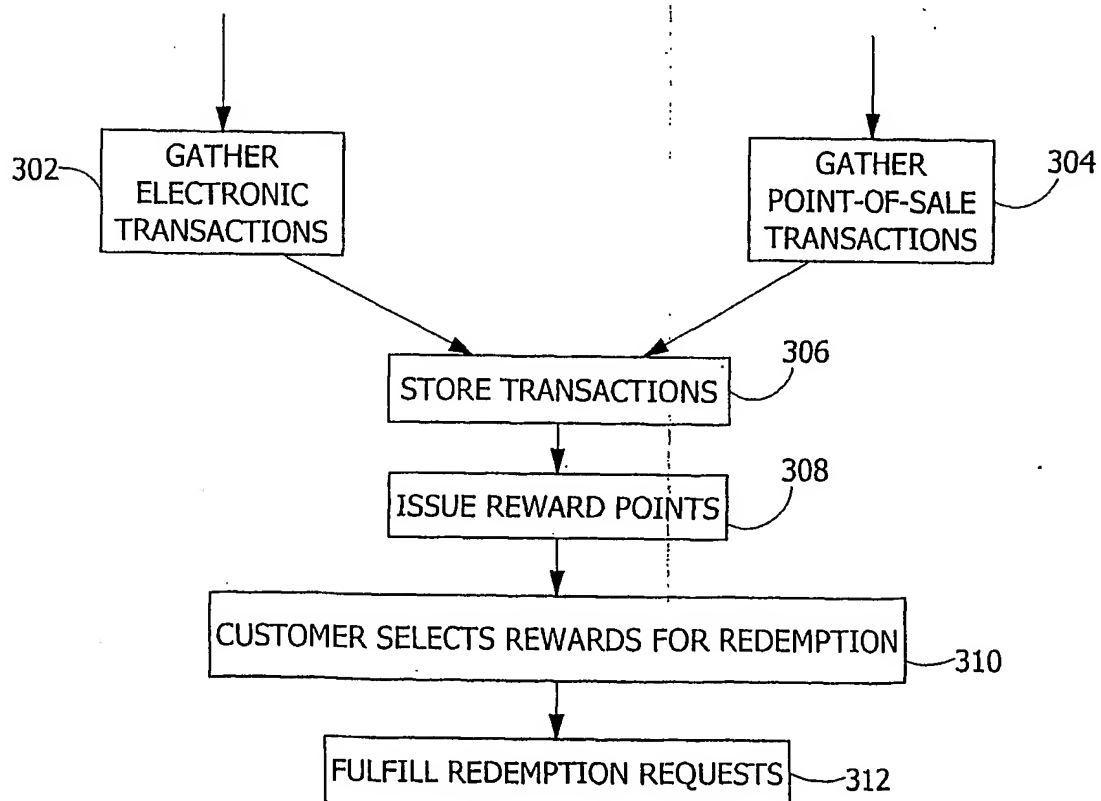 302
GATHER
ELECTRONIC
TRANSACTIONS
GATHER
POINT-OF-SALE
TRANSACTIONS
304
STORE TRANSACTIONS
306
ISSUE REWARD POINTS
308
CUSTOMER SELECTS REWARDS FOR REDEMPTION
310
FULFILL REDEMPTION REQUESTS
312